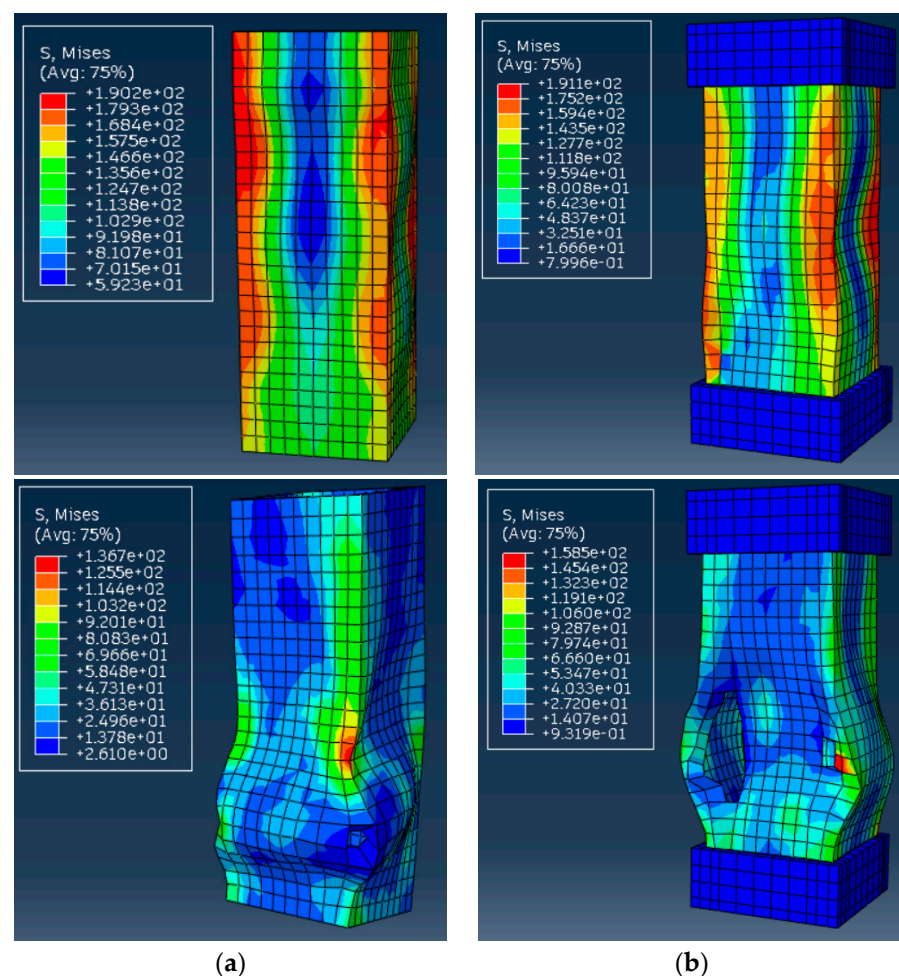 S, Mises
(Avg: 75%)
+1.902e+02
+1.793e+02
+1.684e+02
+1.575e+02
+1.466e+02
+1.356e+02
+1.247e+02
+1.138e+02
+1.029e+02
+9.198e+01
+8.107e+01
+7.015e+01
+5.923e+01
S, Mises
(Avg: 75%)
+1.911e+02
+1.752e+02
+1.594e+02
+1.435e+02
+1.277e+02
+1.118e+02
+9.594e+01
+8.008e+01
+6.423e+01
+4.837e+01
+3.251e+01
+1.666e+01
+7.996e-01
S, Mises
(Avg: 75%)
+1.367e+02
+1.255e+02
+1.144e+02
+1.032e+02
+9.201e+01
+8.083e+01
+6.966e+01
+5.848e+01
+4.731e+01
+3.613e+01
+2.496e+01
+1.378e+01
+2.610e+00
S, Mises
(Avg: 75%)
+1.585e+02
+1.454e+02
+1.323e+02
+1.191e+02
+1.060e+02
+9.287e+01
+7.974e+01
+6.660e+01
+5.347e+01
+4.033e+01
+2.720e+01
+1.407e+01
+9.319e-01
(a)
(b)